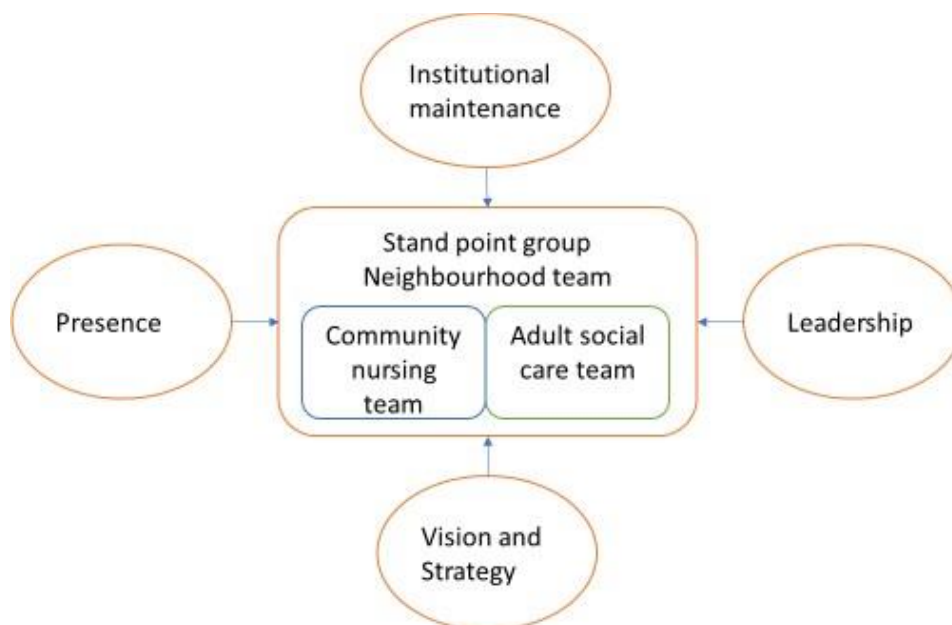 Institutional
maintenance
Stand point group
Neighbourhood team
Presence
Community
nursing
team
Adult social
care team
Leadership
Vision and
Strategy